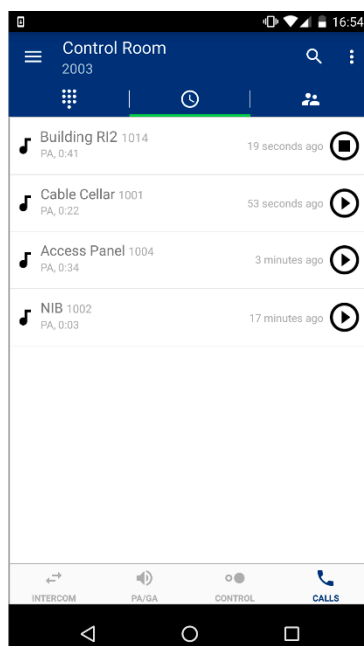 16:54
Control Room
2003
Building RI2 1014
PA, 0:41
19 seconds ago
Cable Cellar 1001
PA, 0:22
53 seconds ago
Access Panel 1004
PA, 0:34
3 minutes ago
NIB 1002
PA, 0:03
17 minutes ago
INTERCOM PA/GA CONTROL CALLS